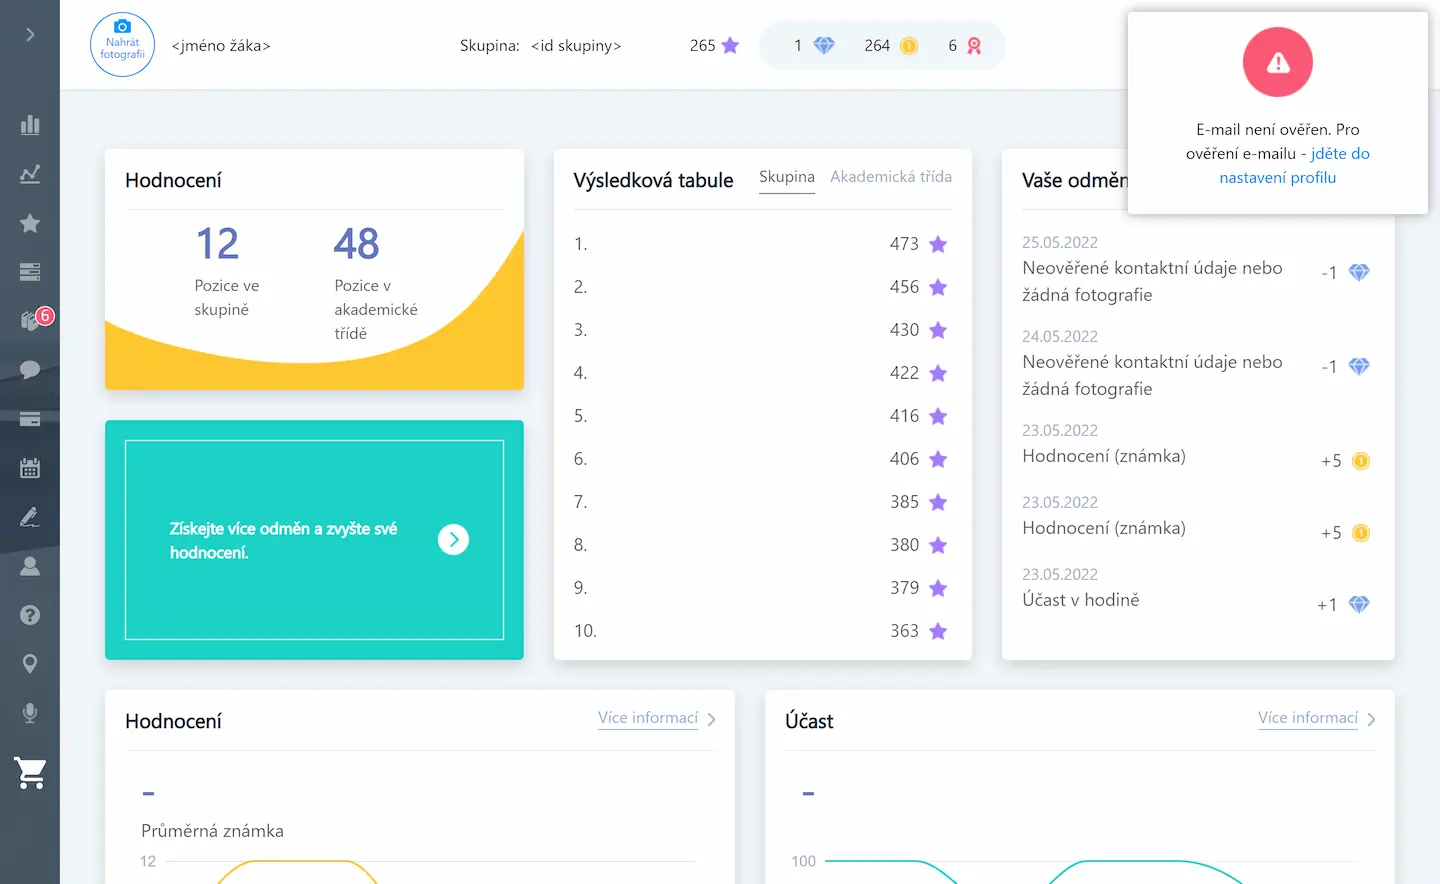 Nahrát
fotografii
<jméno žáka>
Skupina: <id skupiny>
265
1 264 6
E-mail není ověřen. Pro
ověření e-mailu - jděte do
nastavení profilu
6
Hodnocení
12 48
Pozice ve
skupině
Pozice v
akademické
třídě
Získejte více odměn a zvyšte své
hodnocení.
Výsledková tabule Skupina Akademická třída
1. 473
2. 456
3. 430
4. 422
5. 416
6. 406
7. 385
8. 380
9. 379
10. 363
Vaše odměn
25.05.2022
Neověřené kontaktní údaje nebo
žádná fotografie
-1
24.05.2022
Neověřené kontaktní údaje nebo
žádná fotografie
-1
23.05.2022
Hodnocení (známka)
+5
23.05.2022
Hodnocení (známka)
+5
23.05.2022
Účast v hodině
+1
Hodnocení Více informací
-
Průměrná známka
12
Účast Více informací
-
100